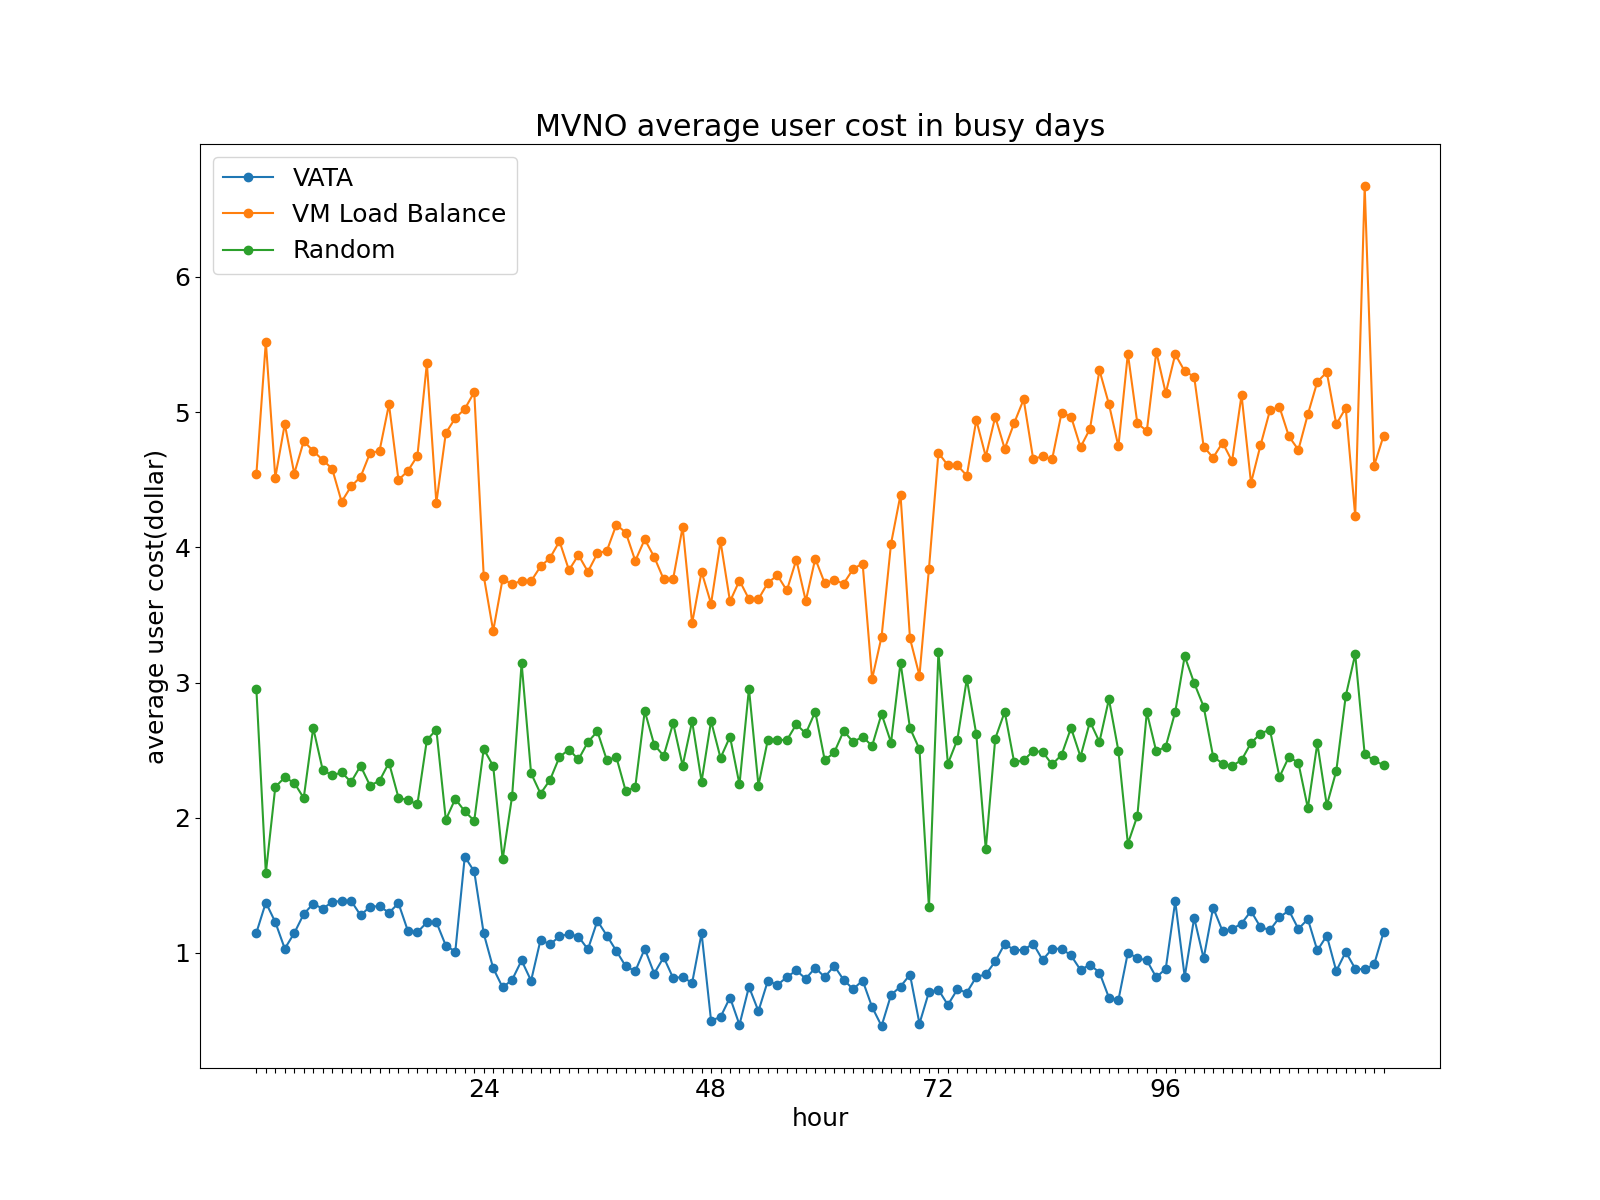 MVNO average user cost in busy days
VATA
VM Load Balance
Random
6
5
4
3
2
1
average user cost(dollar)
24
48
72
96
hour